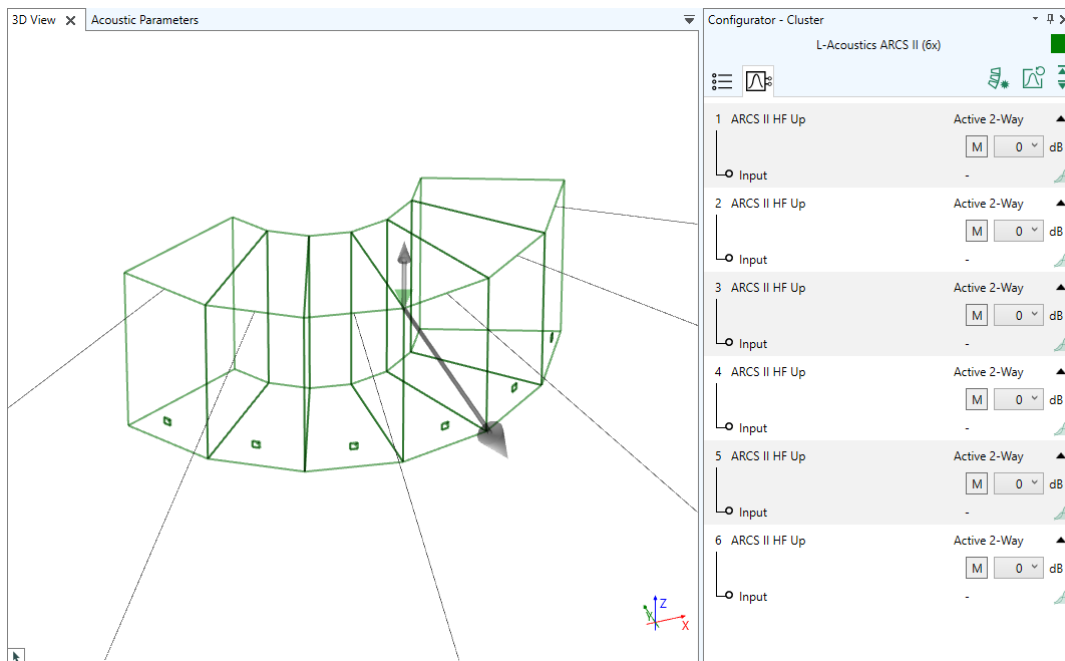 3D View
Acoustic Parameters
Configurator - Cluster
L-Acoustics ARCS II (6x)
1 ARCS II HF Up Active 2-Way
M 0 dB
Input -
2 ARCS II HF Up Active 2-Way
M 0 dB
Input -
3 ARCS II HF Up Active 2-Way
M 0 dB
Input -
4 ARCS II HF Up Active 2-Way
M 0 dB
Input -
5 ARCS II HF Up Active 2-Way
M 0 dB
Input -
6 ARCS II HF Up Active 2-Way
M 0 dB
Input -
Z
Y
X